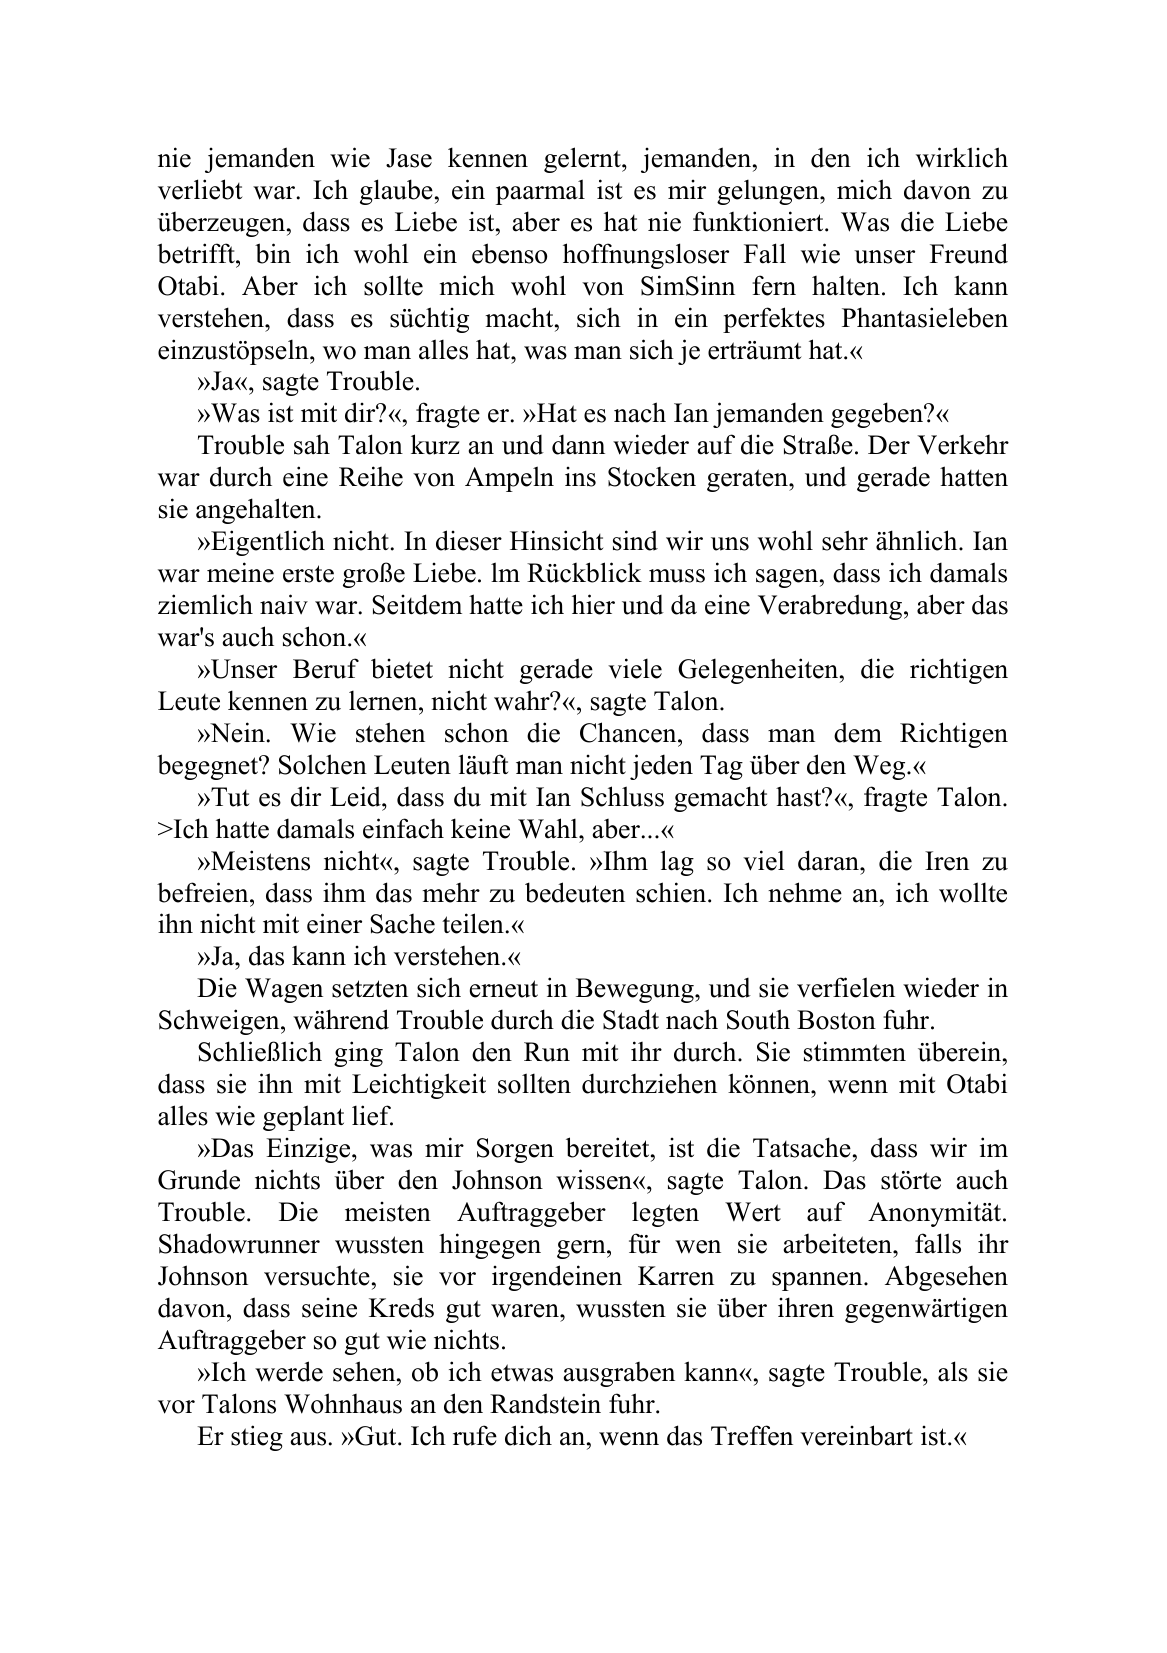 nie jemanden wie Jase kennen gelernt, jemanden, in den ich wirklich
verliebt war. Ich glaube, ein paarmal ist es mir gelungen, mich davon zu
überzeugen, dass es Liebe ist, aber es hat nie funktioniert. Was die Liebe
betrifft, bin ich wohl ein ebenso hoffnungsloser Fall wie unser Freund
Otabi. Aber ich sollte mich wohl von SimSinn fern halten. Ich kann
verstehen, dass es süchtig macht, sich in ein perfektes Phantasieleben
einzustöpseln, wo man alles hat, was man sich je erträumt hat.«
»Ja«, sagte Trouble.
»Was ist mit dir?«, fragte er. »Hat es nach Ian jemanden gegeben?«
Trouble sah Talon kurz an und dann wieder auf die Straße. Der Verkehr
war durch eine Reihe von Ampeln ins Stocken geraten, und gerade hatten
sie angehalten.
»Eigentlich nicht. In dieser Hinsicht sind wir uns wohl sehr ähnlich. Ian
war meine erste große Liebe. lm Rückblick muss ich sagen, dass ich damals
ziemlich naiv war. Seitdem hatte ich hier und da eine Verabredung, aber das
war's auch schon.«
»Unser Beruf bietet nicht gerade viele Gelegenheiten, die richtigen
Leute kennen zu lernen, nicht wahr?«, sagte Talon.
»Nein. Wie stehen schon die Chancen, dass man dem Richtigen
begegnet? Solchen Leuten läuft man nicht jeden Tag über den Weg.«
»Tut es dir Leid, dass du mit Ian Schluss gemacht hast?«, fragte Talon.
>Ich hatte damals einfach keine Wahl, aber...«
»Meistens nicht«, sagte Trouble. »Ihm lag so viel daran, die Iren zu
befreien, dass ihm das mehr zu bedeuten schien. Ich nehme an, ich wollte
ihn nicht mit einer Sache teilen.«
»Ja, das kann ich verstehen.«
Die Wagen setzten sich erneut in Bewegung, und sie verfielen wieder in
Schweigen, während Trouble durch die Stadt nach South Boston fuhr.
Schließlich ging Talon den Run mit ihr durch. Sie stimmten überein,
dass sie ihn mit Leichtigkeit sollten durchziehen können, wenn mit Otabi
alles wie geplant lief.
»Das Einzige, was mir Sorgen bereitet, ist die Tatsache, dass wir im
Grunde nichts über den Johnson wissen«, sagte Talon. Das störte auch
Trouble. Die meisten Auftraggeber legten Wert auf Anonymität.
Shadowrunner wussten hingegen gern, für wen sie arbeiteten, falls ihr
Johnson versuchte, sie vor irgendeinen Karren zu spannen. Abgesehen
davon, dass seine Kreds gut waren, wussten sie über ihren gegenwärtigen
Auftraggeber so gut wie nichts.
»Ich werde sehen, ob ich etwas ausgraben kann«, sagte Trouble, als sie
vor Talons Wohnhaus an den Randstein fuhr.
Er stieg aus. »Gut. Ich rufe dich an, wenn das Treffen vereinbart ist.«